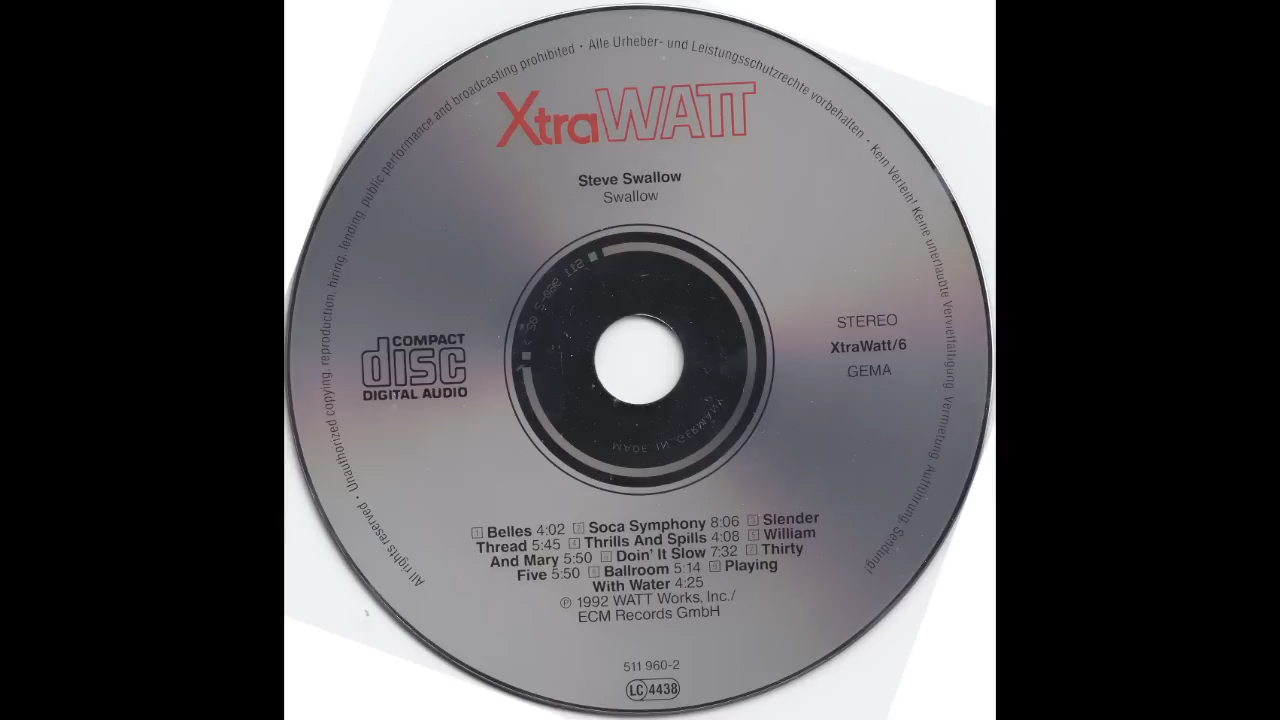 All rights reserved • Unauthorized copying, reproduction, hiring, lending, public performance and broadcasting prohibited • Alle Urheber- und Leistungsschutzrechte vorbehalten • Kein Verleih! Keine unerlaubte Vervielfältigung, Vermietung, Aufführung, Sendung!
XtraWATT
Steve Swallow
Swallow
COMPACT
disc
DIGITAL AUDIO
STEREO
XtraWatt/6
GEMA
MADE IN GERMANY
1 Belles 4:02 2 Soca Symphony 8:06 3 Slender
Thread 5:45 4 Thrills And Spills 4:08 5 William
And Mary 5:50 6 Doin' It Slow 7:32 7 Thirty
Five 5:50 8 Ballroom 5:14 9 Playing
With Water 4:25
℗ 1992 WATT Works, Inc./
ECM Records GmbH
511 960-2
LC 4438